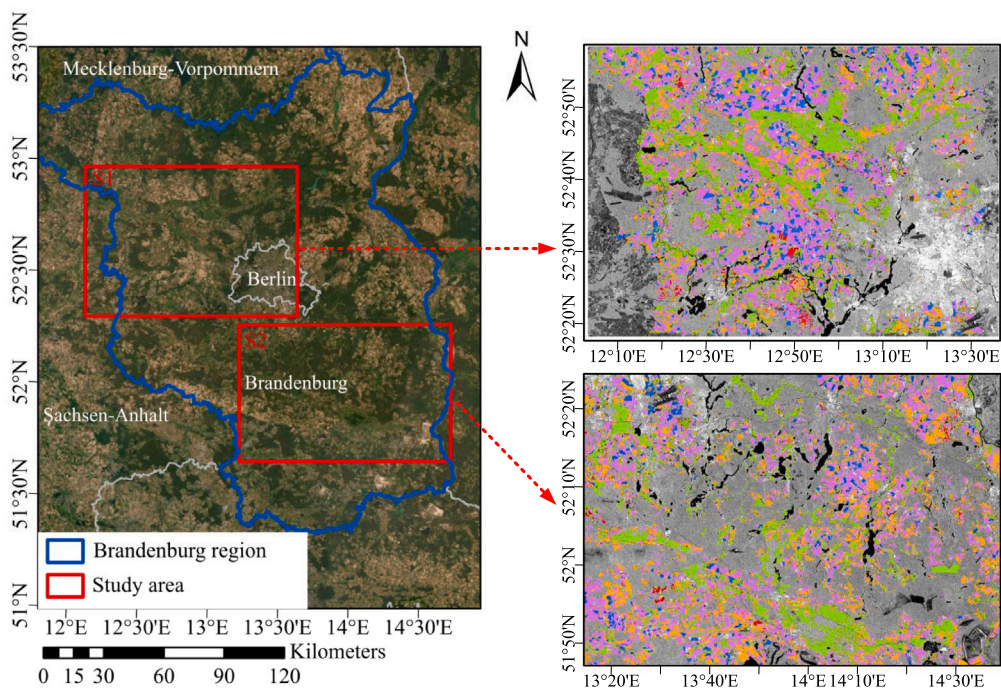 53°30'N
53°N
52°30'N
52°N
51°30'N
51°N
Mecklenburg-Vorpommern
S1
Berlin
S2
Brandenburg
Sachsen-Anhalt
Brandenburg region
Study area
12°E 12°30'E 13°30'E 14°E 14°30'E
Kilometers
0 15 30 60 90 120
N
52°50'N
52°40'N
52°30'N
52°20'N
12°10'E 12°30'E 12°50'E 13°10'E 13°30'E
52°20'N
52°10'N
52°N
51°50'N
13°20'E 13°40'E 14°E 14°10'E 14°30'E